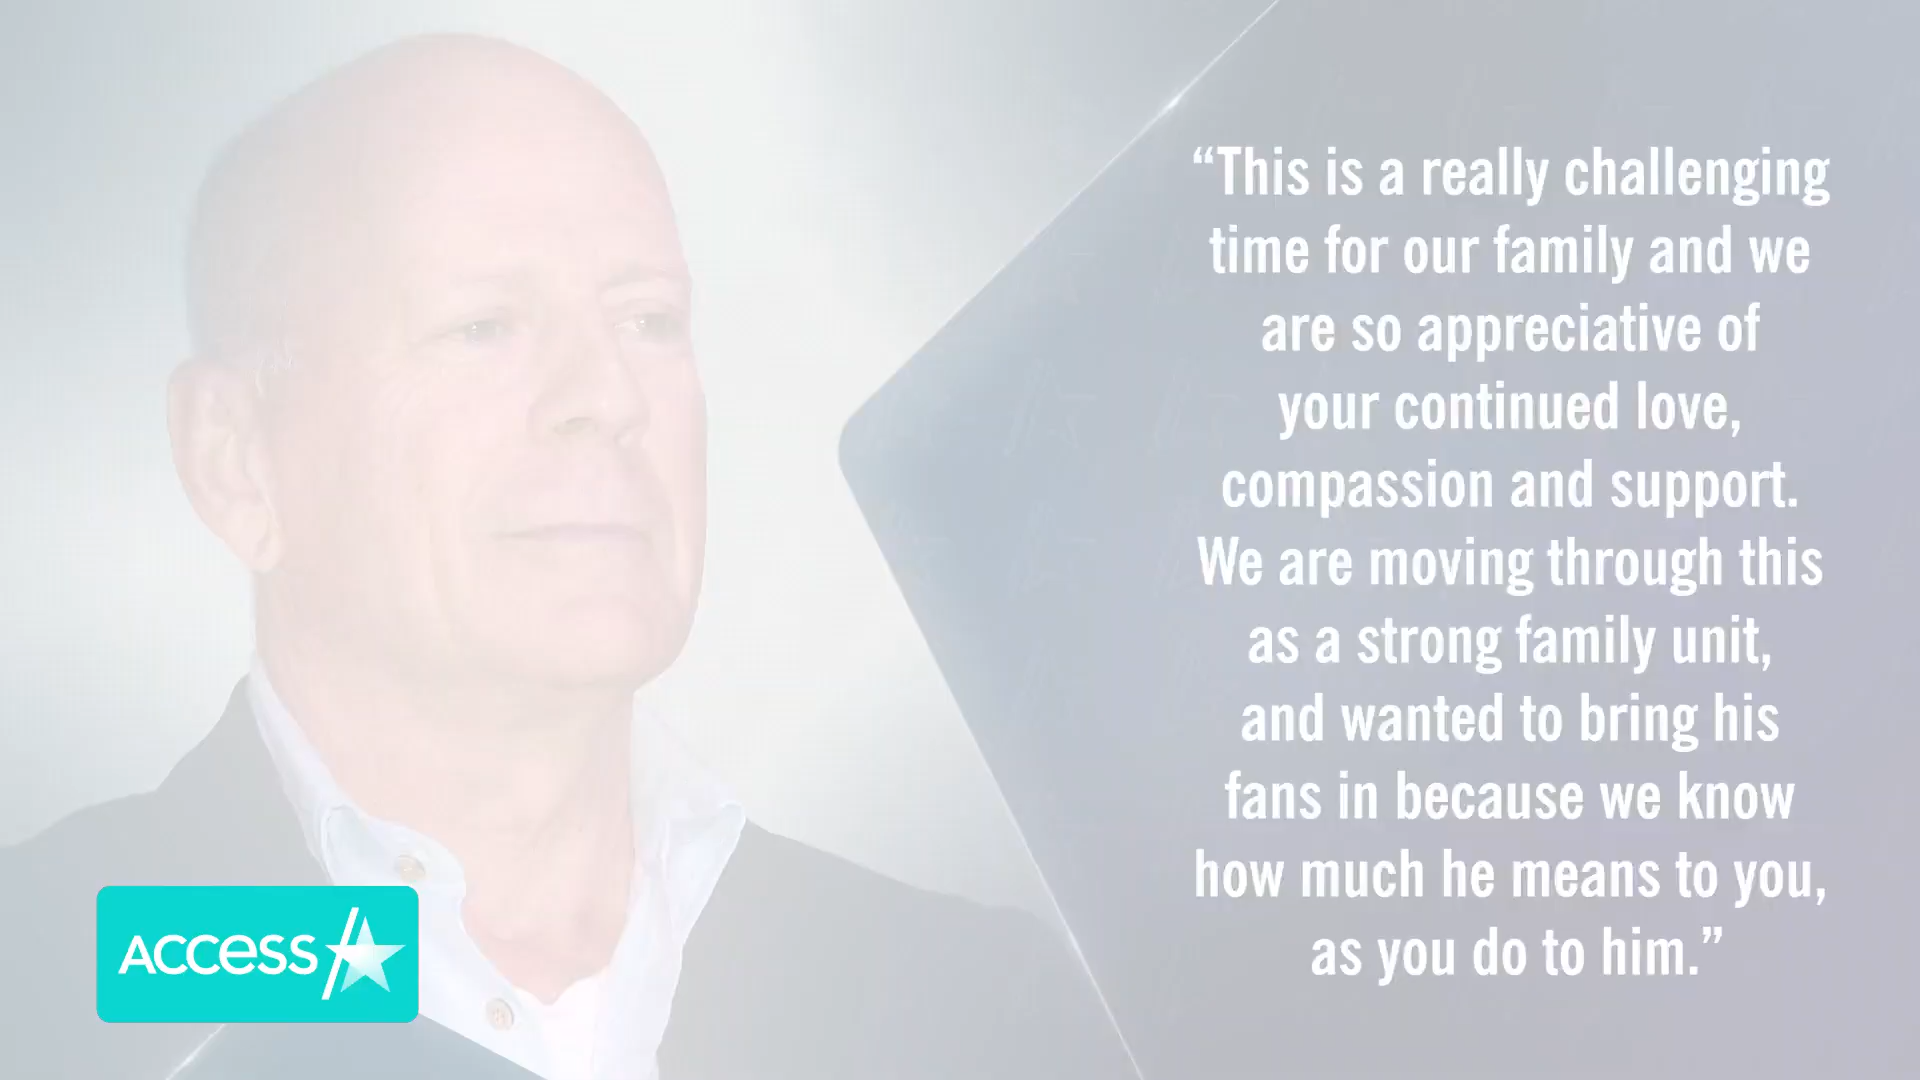 “This is a really challenging
time for our family and we
are so appreciative of
your continued love,
compassion and support.
We are moving through this
as a strong family unit,
and wanted to bring his
fans in because we know
how much he means to you,
as you do to him.”
ACCESS